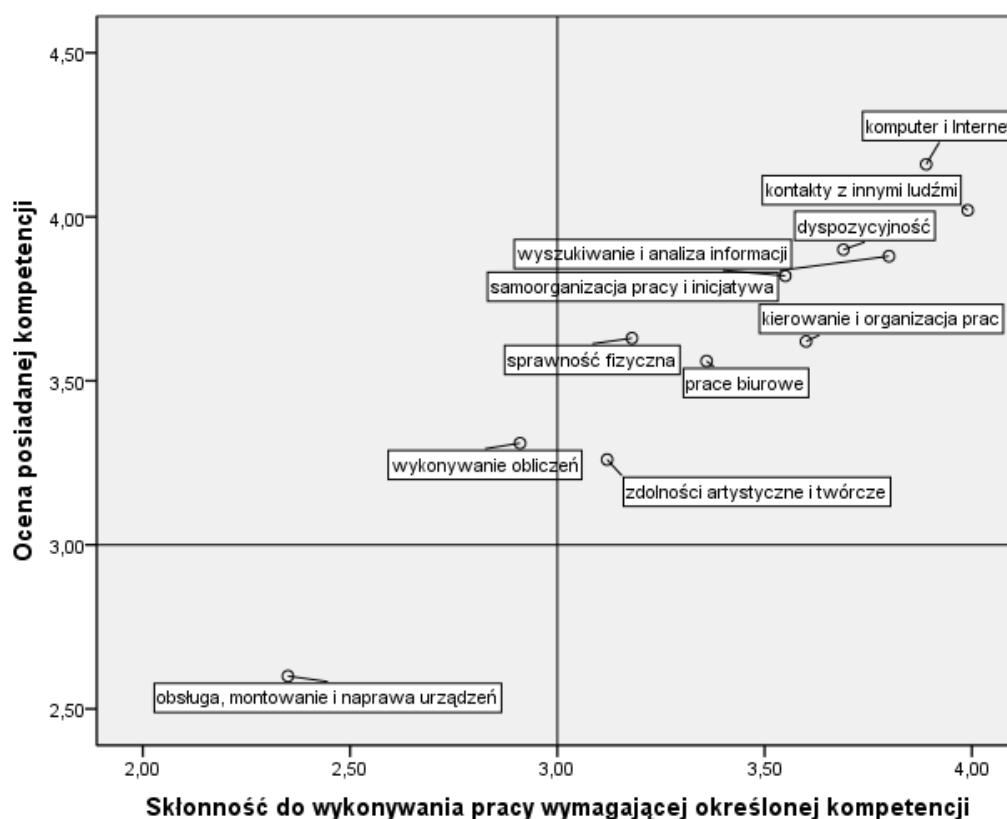 4,50
komputer i Interne
kontakty z innymi ludźmi
4,00
dyspozycyjność
wyszukiwanie i analiza informacji
samoorganizacja pracy i inicjatywa
kierowanie i organizacja prac
sprawność fizyczna
3,50
prace biurowe
wykonywanie obliczeń
zdolności artystyczne i twórcze
3,00
obsługa, montowanie i naprawa urządzeń
2,50
Ocena posiadanej kompetencji
2,00 2,50 3,00 3,50 4,00
Skłonność do wykonywania pracy wymagającej określonej kompetencji